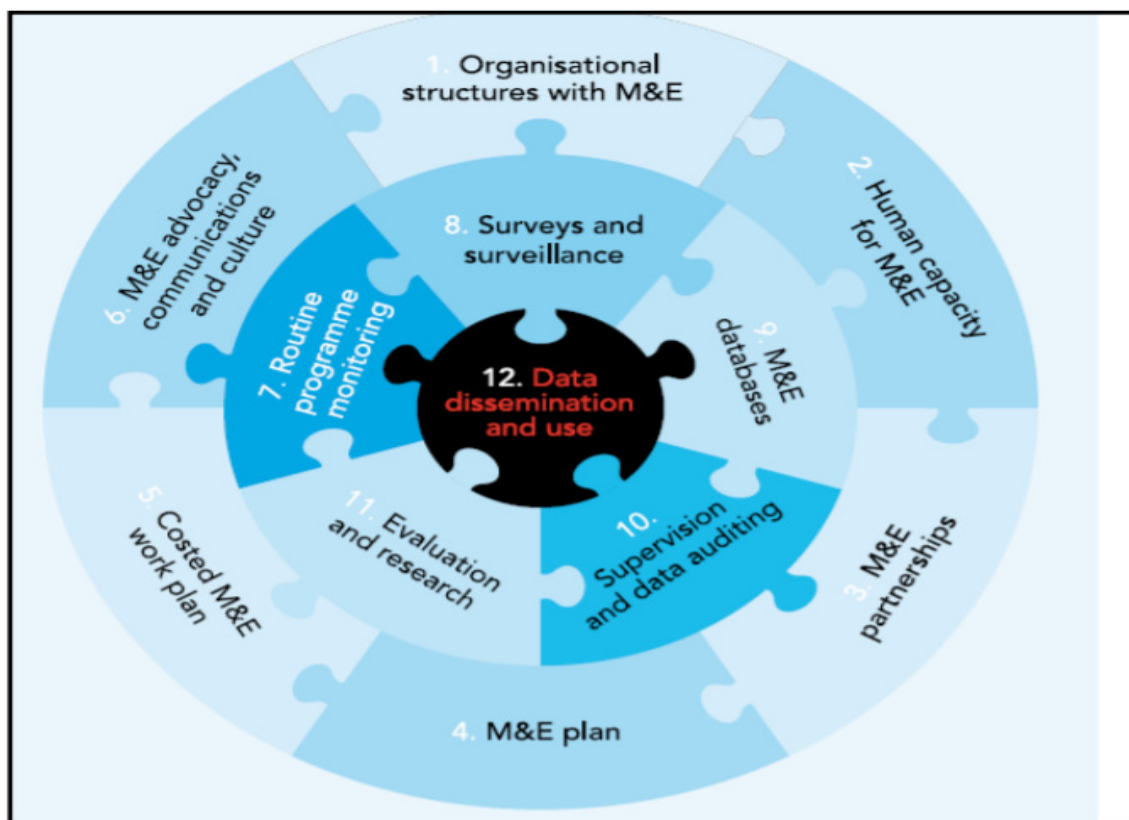 1. Organisational
structures with M&E
2. Human capacity
for M&E
3. M&E
partnerships
4. M&E plan
5. Costed M&E
work plan
6. M&E advocacy,
communications
and culture
7. Routine
programme
monitoring
8. Surveys and
surveillance
9. M&E
databases
10.
Supervision
and data auditing
11. Evaluation
and research
12. Data
dissemination
and use